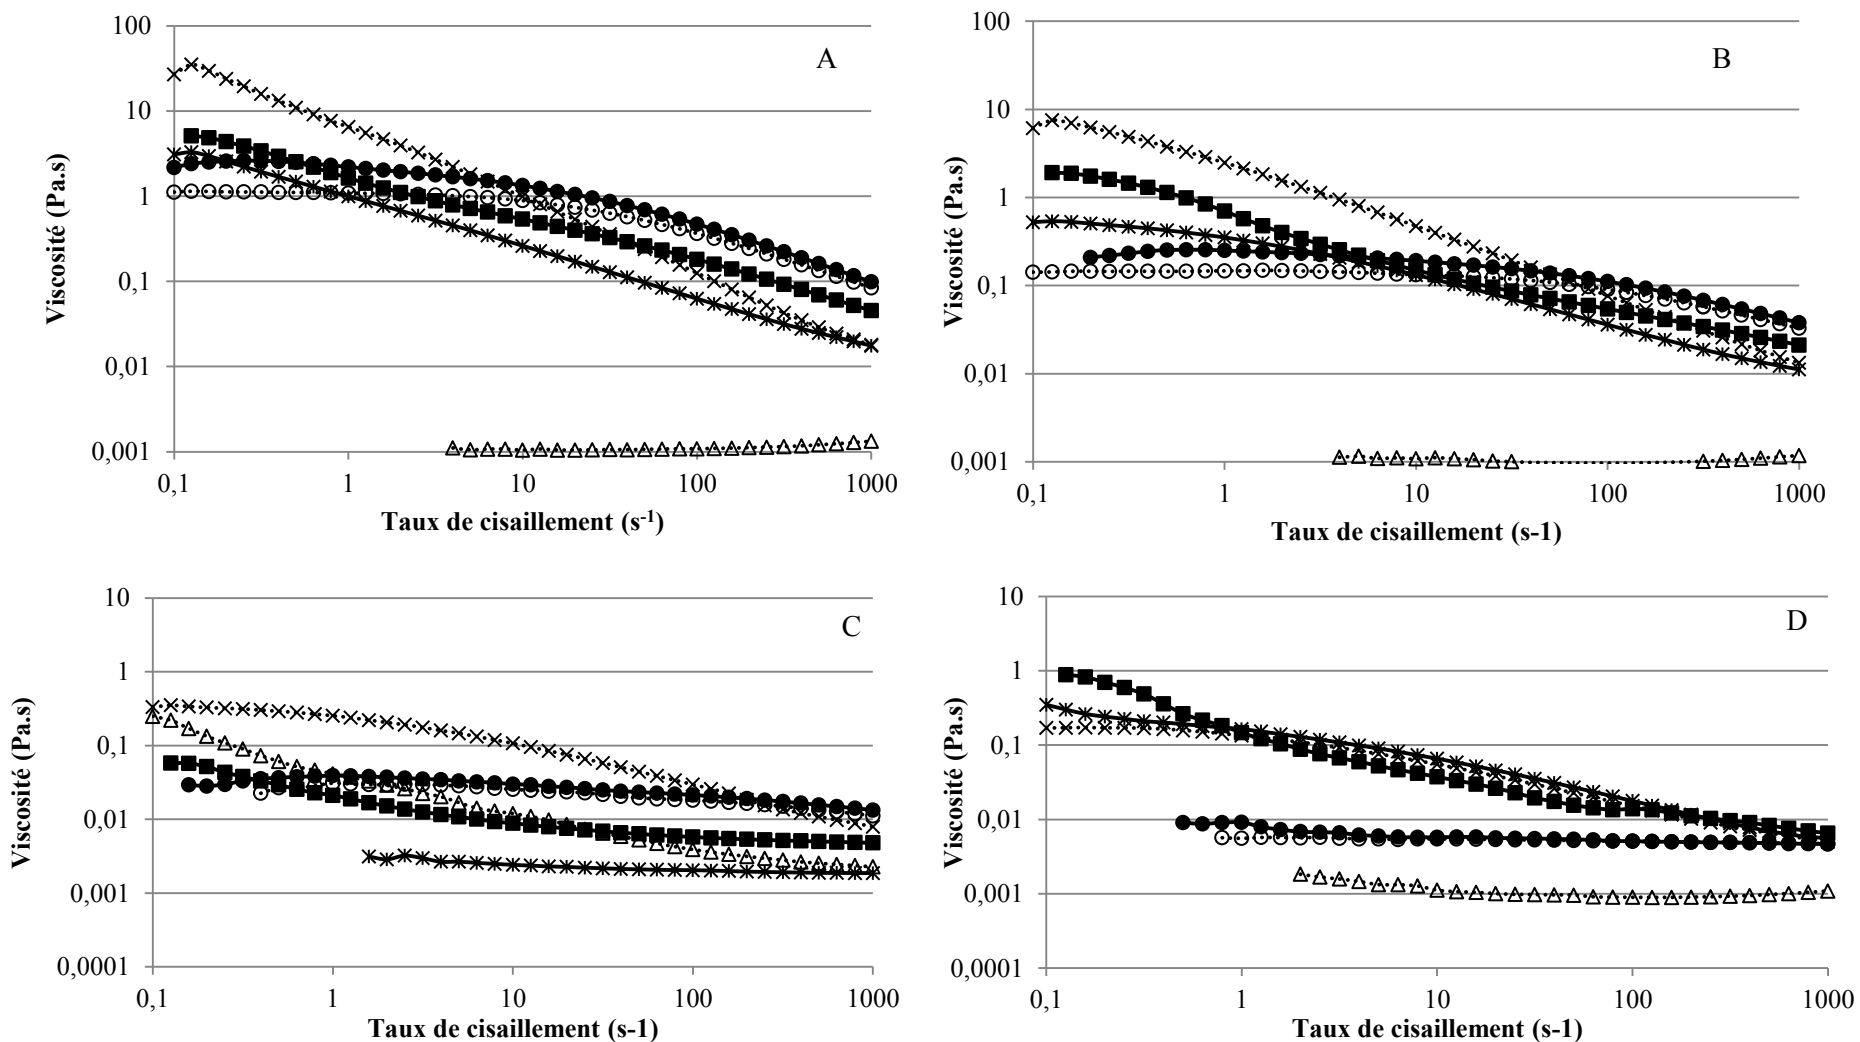 A
Viscosité (Pa.s)
100
10
1
0,1
0,01
0,001
0,1 1 10 100 1000
Taux de cisaillement (s-1)
B
Viscosité (Pa.s)
100
10
1
0,1
0,01
0,001
0,1 1 10 100 1000
Taux de cisaillement (s-1)
C
Viscosité (Pa.s)
10
1
0,1
0,01
0,001
0,0001
0,1 1 10 100 1000
Taux de cisaillement (s-1)
D
Viscosité (Pa.s)
10
1
0,1
0,01
0,001
0,0001
0,1 1 10 100 1000
Taux de cisaillement (s-1)